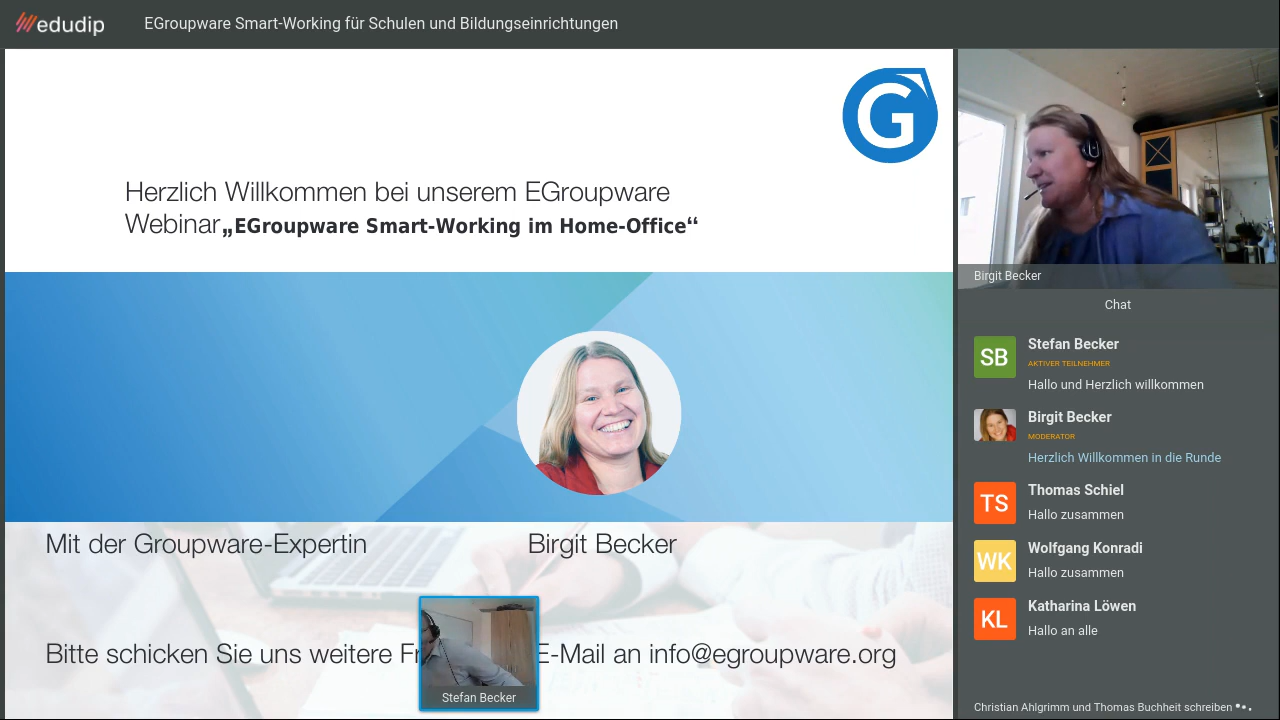 edudip
EGroupware Smart-Working für Schulen und Bildungseinrichtungen
G
Herzlich Willkommen bei unserem EGroupware
Webinar „EGroupware Smart-Working im Home-Office“
Mit der Groupware-Expertin
Birgit Becker
Bitte schicken Sie uns weitere Fr
E-Mail an info@egroupware.org
Stefan Becker
Birgit Becker
Chat
SB
Stefan Becker
AKTIVER TEILNEHMER
Hallo und Herzlich willkommen
Birgit Becker
MODERATOR
Herzlich Willkommen in die Runde
TS
Thomas Schiel
Hallo zusammen
WK
Wolfgang Konradi
Hallo zusammen
KL
Katharina Löwen
Hallo an alle
Christian Ahlgrimm und Thomas Buchheit schreiben